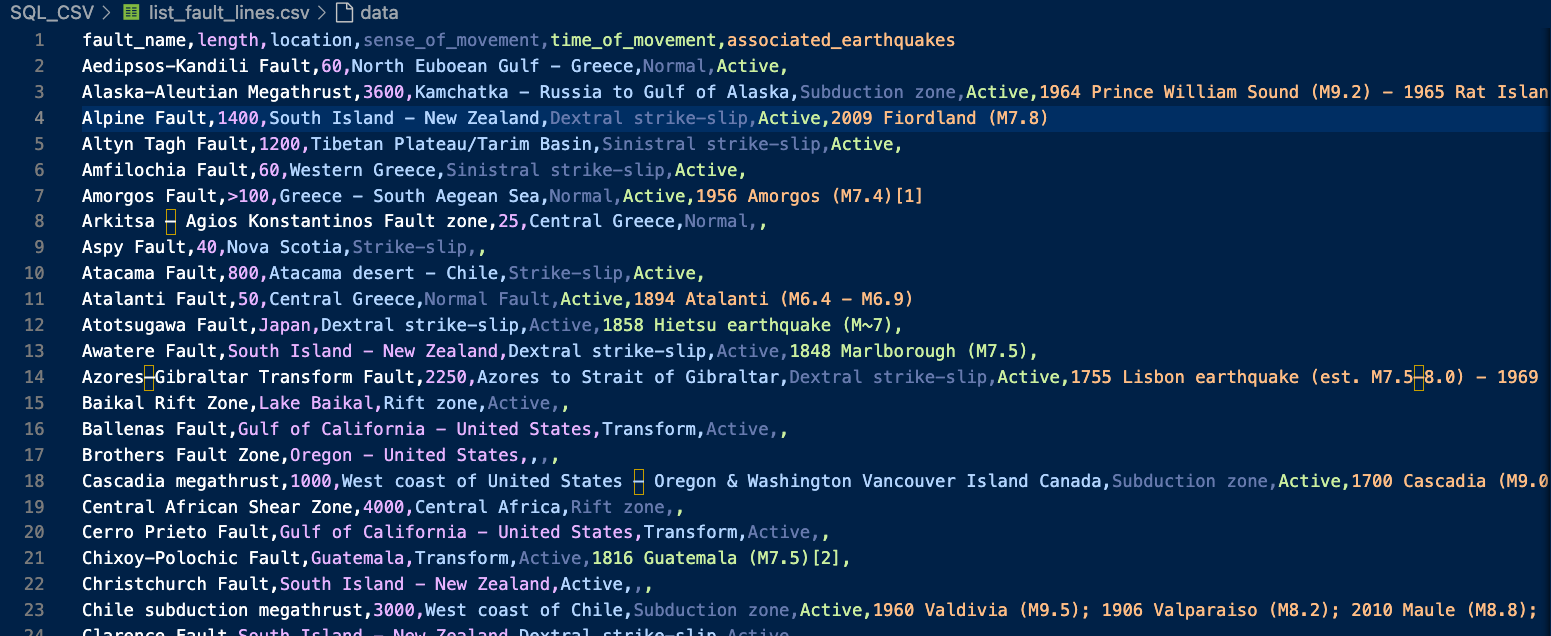 SQL_CSV > list_fault_lines.csv > data
1 fault_name,length,location,sense_of_movement,time_of_movement,associated_earthquakes
2 Aedipsos-Kandili Fault,60,North Euboean Gulf - Greece,Normal,Active,
3 Alaska-Aleutian Megathrust,3600,Kamchatka - Russia to Gulf of Alaska,Subduction zone,Active,1964 Prince William Sound (M9.2) - 1965 Rat Islan
4 Alpine Fault,1400,South Island - New Zealand,Dextral strike-slip,Active,2009 Fiordland (M7.8)
5 Altyn Tagh Fault,1200,Tibetan Plateau/Tarim Basin,Sinistral strike-slip,Active,
6 Amfilochia Fault,60,Western Greece,Sinistral strike-slip,Active,
7 Amorgos Fault,>100,Greece - South Aegean Sea,Normal,Active,1956 Amorgos (M7.4)[1]
8 Arkitsa – Agios Konstantinos Fault zone,25,Central Greece,Normal,,
9 Aspy Fault,40,Nova Scotia,Strike-slip,,
10 Atacama Fault,800,Atacama desert - Chile,Strike-slip,Active,
11 Atalanti Fault,50,Central Greece,Normal Fault,Active,1894 Atalanti (M6.4 - M6.9)
12 Atotsugawa Fault,Japan,Dextral strike-slip,Active,1858 Hietsu earthquake (M~7),
13 Awatere Fault,South Island - New Zealand,Dextral strike-slip,Active,1848 Marlborough (M7.5),
14 Azores–Gibraltar Transform Fault,2250,Azores to Strait of Gibraltar,Dextral strike-slip,Active,1755 Lisbon earthquake (est. M7.5–8.0) - 1969
15 Baikal Rift Zone,Lake Baikal,Rift zone,Active,,
16 Ballenas Fault,Gulf of California - United States,Transform,Active,,
17 Brothers Fault Zone,Oregon - United States,,,,
18 Cascadia megathrust,1000,West coast of United States – Oregon & Washington Vancouver Island Canada,Subduction zone,Active,1700 Cascadia (M9.0
19 Central African Shear Zone,4000,Central Africa,Rift zone,,
20 Cerro Prieto Fault,Gulf of California - United States,Transform,Active,,
21 Chixoy-Polochic Fault,Guatemala,Transform,Active,1816 Guatemala (M7.5)[2],
22 Christchurch Fault,South Island - New Zealand,Active,,,
23 Chile subduction megathrust,3000,West coast of Chile,Subduction zone,Active,1960 Valdivia (M9.5); 1906 Valparaiso (M8.2); 2010 Maule (M8.8);
24 Clarence Fault,South Island - New Zealand,Dextral strike-slip,Active